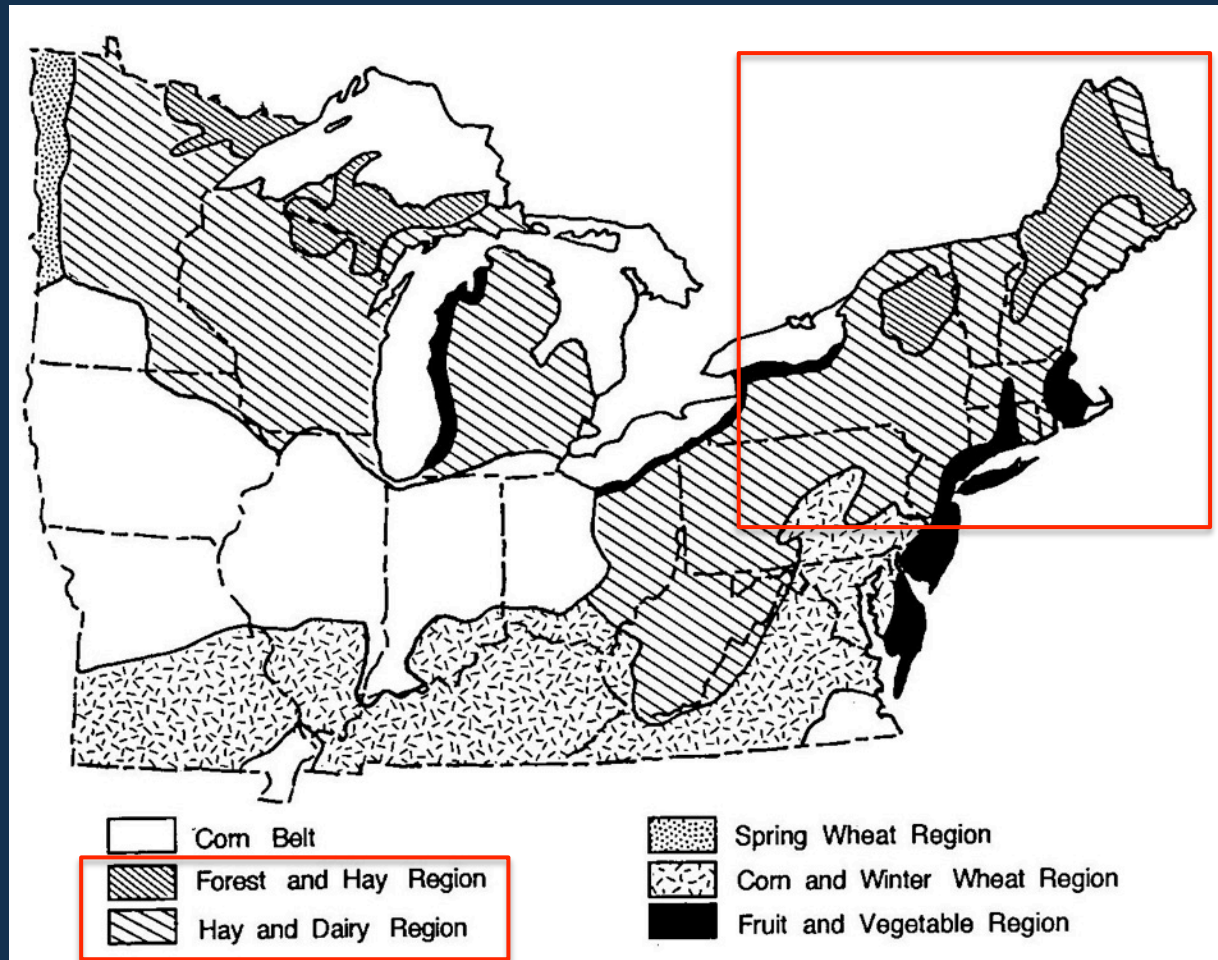 Corn Belt
Forest and Hay Region
Hay and Dairy Region
Spring Wheat Region
Corn and Winter Wheat Region
Fruit and Vegetable Region